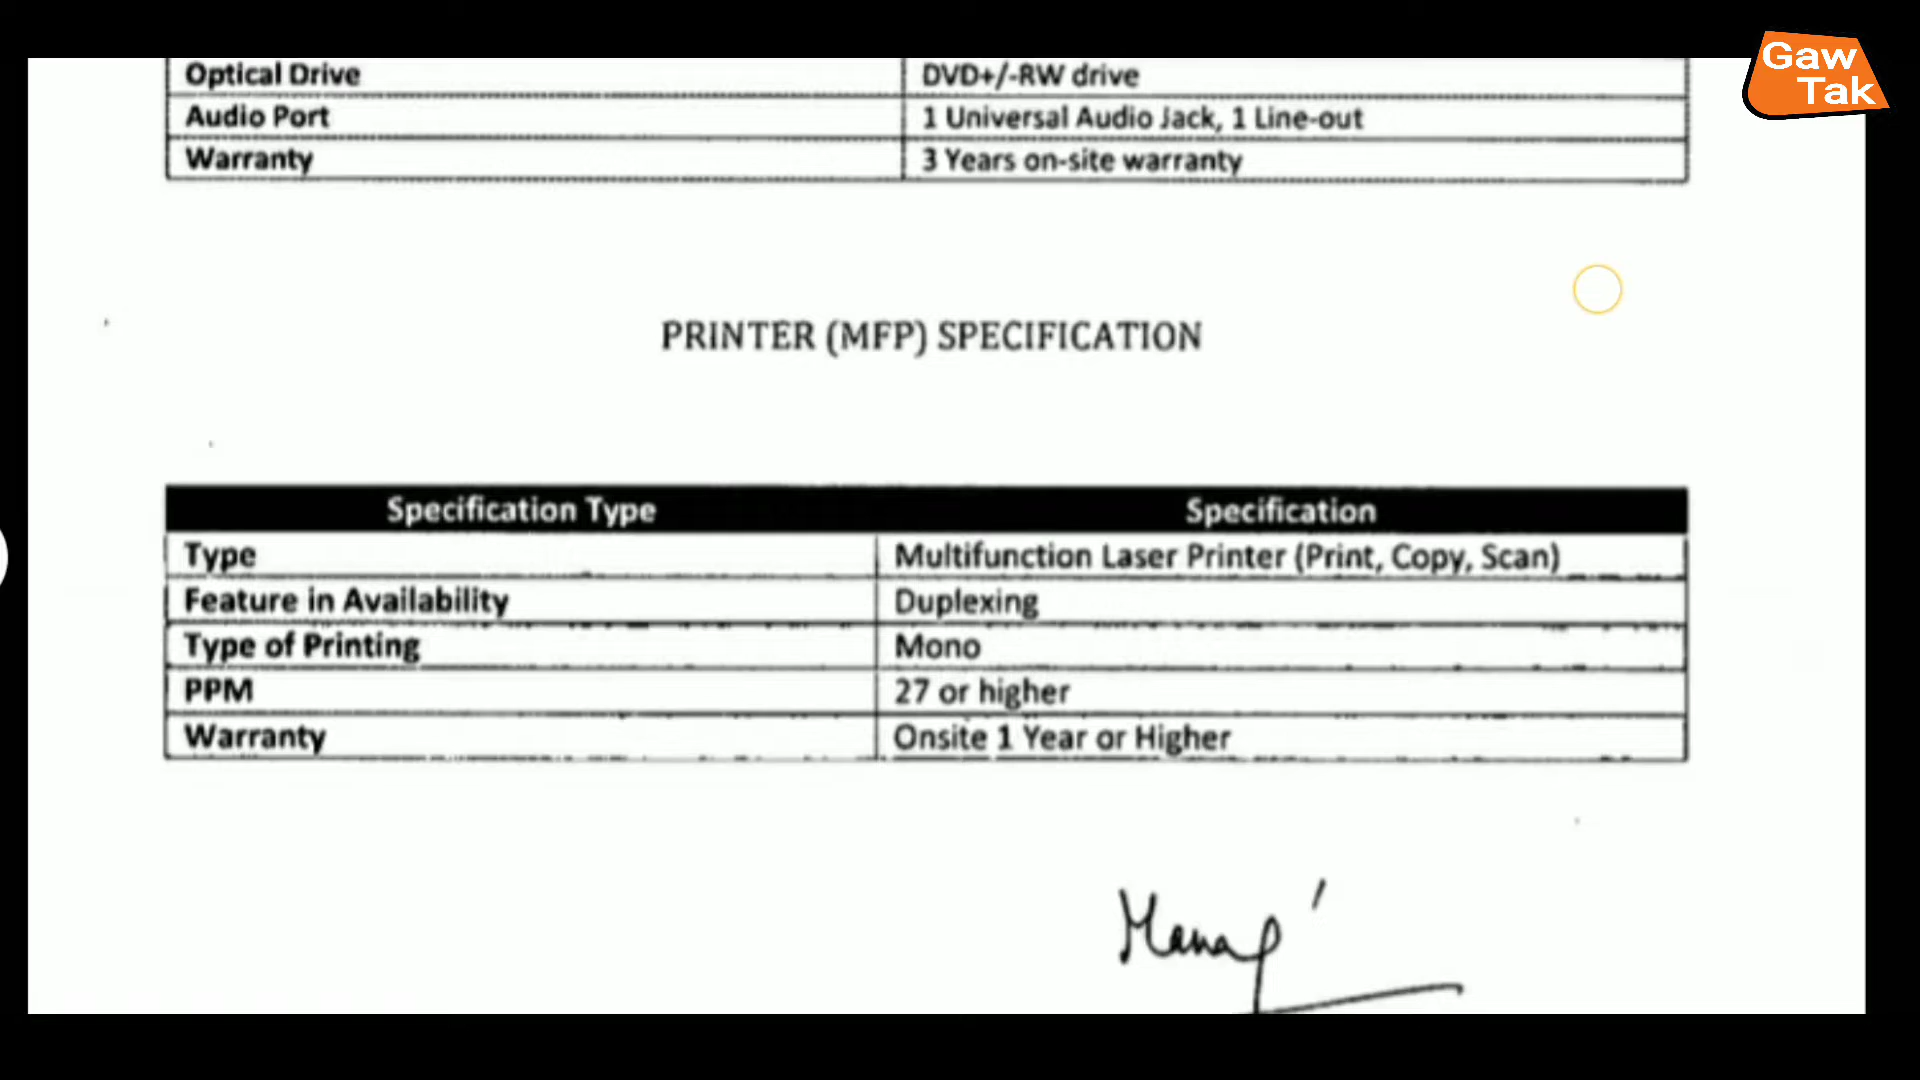 Gaw
Tak
Optical Drive DVD+/-RW drive
Audio Port 1 Universal Audio Jack, 1 Line-out
Warranty 3 Years on-site warranty
PRINTER (MFP) SPECIFICATION
Specification Type Specification
Type Multifunction Laser Printer (Print, Copy, Scan)
Feature in Availability Duplexing
Type of Printing Mono
PPM 27 or higher
Warranty Onsite 1 Year or Higher